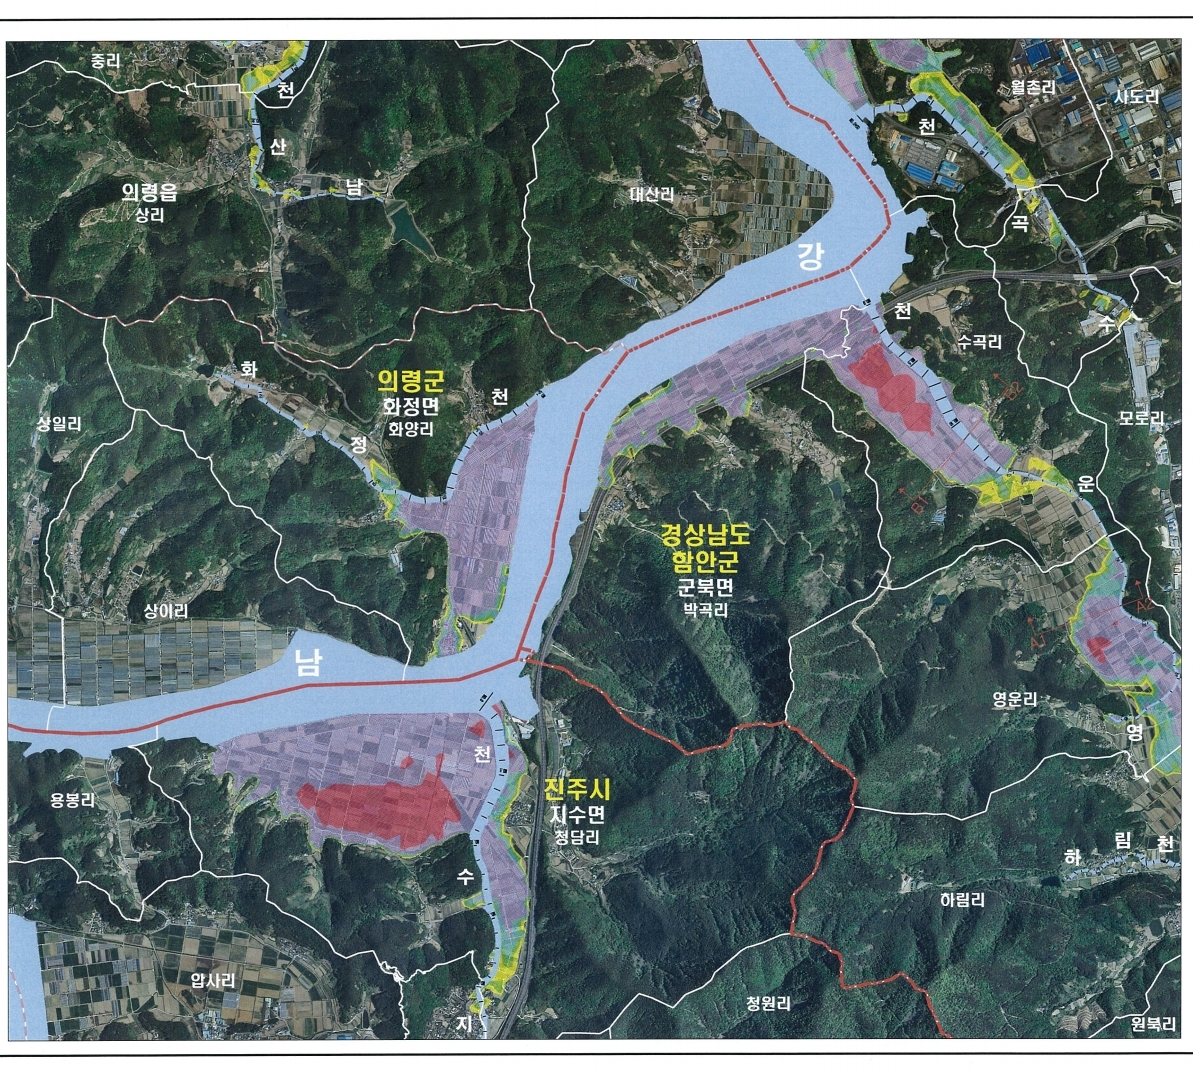 중리
천
월촌리
사도리
천
산
의령읍
상리
남
대산리
곡
강
천
수
수곡리
화
의령군
화정면
화양리
천
상일리
정
모로리
운
경상남도
함안군
군북면
박곡리
상이리
남
영운리
영
천
진주시
지수면
청담리
용봉리
하 림 천
수
하림리
압사리
청원리
지
원북리